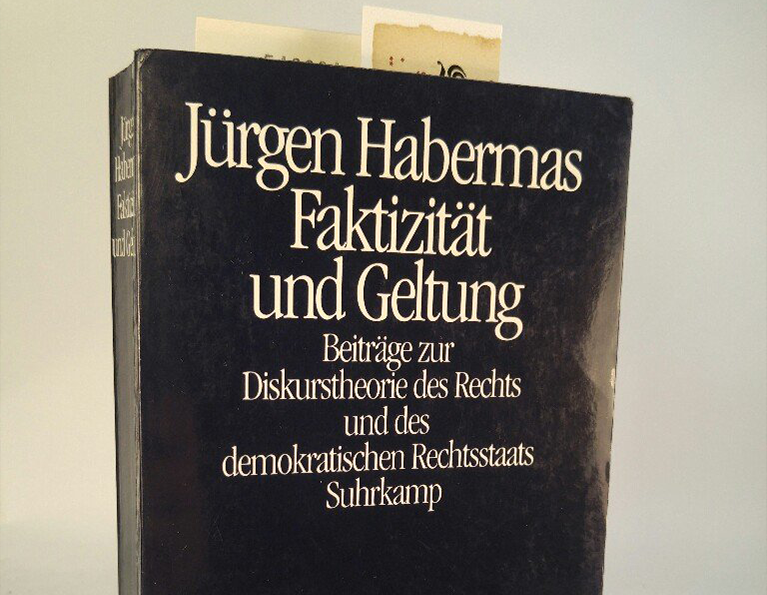 Jürgen Habermas
Faktizität
und Geltung
Beiträge zur
Diskurstheorie des Rechts
und des
demokratischen Rechtsstaats
Suhrkamp